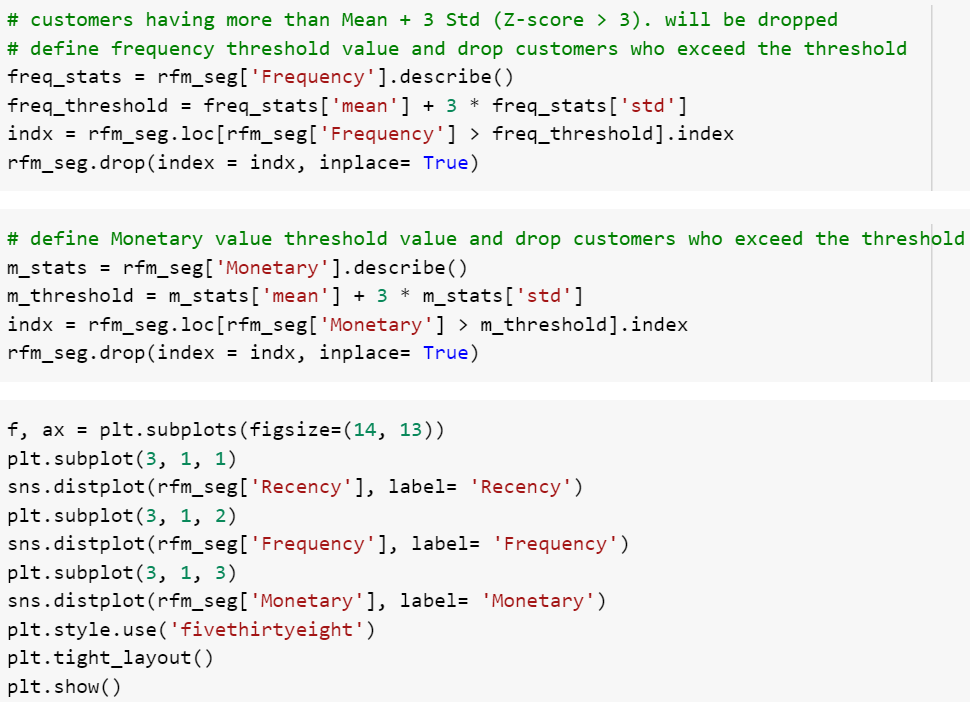 # customers having more than Mean + 3 Std (Z-score > 3). will be dropped
# define frequency threshold value and drop customers who exceed the threshold
freq_stats = rfm_seg['Frequency'].describe()
freq_threshold = freq_stats['mean'] + 3 * freq_stats['std']
indx = rfm_seg.loc[rfm_seg['Frequency'] > freq_threshold].index
rfm_seg.drop(index = indx, inplace= True)
# define Monetary value threshold value and drop customers who exceed the threshold
m_stats = rfm_seg['Monetary'].describe()
m_threshold = m_stats['mean'] + 3 * m_stats['std']
indx = rfm_seg.loc[rfm_seg['Monetary'] > m_threshold].index
rfm_seg.drop(index = indx, inplace= True)
f, ax = plt.subplots(figsize=(14, 13))
plt.subplot(3, 1, 1)
sns.distplot(rfm_seg['Recency'], label= 'Recency')
plt.subplot(3, 1, 2)
sns.distplot(rfm_seg['Frequency'], label= 'Frequency')
plt.subplot(3, 1, 3)
sns.distplot(rfm_seg['Monetary'], label= 'Monetary')
plt.style.use('fivethirtyeight')
plt.tight_layout()
plt.show()